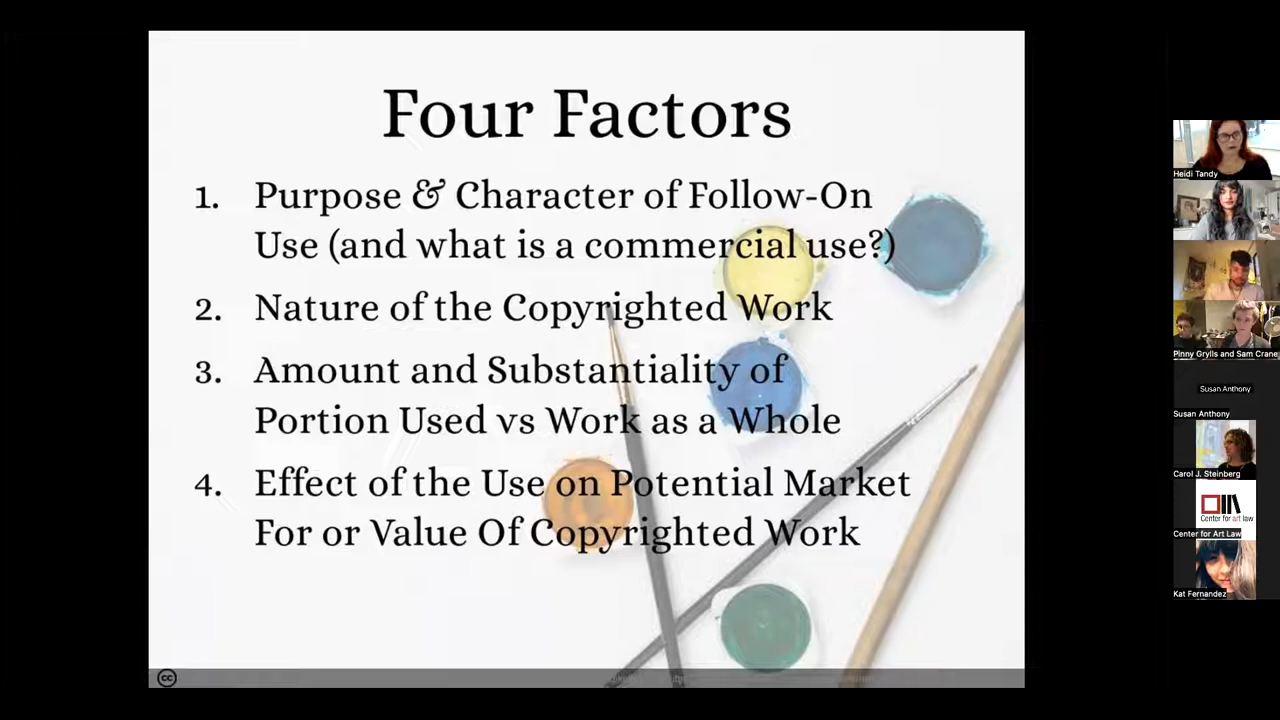 Four Factors
1. Purpose & Character of Follow-On
Use (and what is a commercial use?)
2. Nature of the Copyrighted Work
3. Amount and Substantiality of
Portion Used vs Work as a Whole
4. Effect of the Use on Potential Market
For or Value Of Copyrighted Work
cc
Heidi Tandy
Pinny Grylls and Sam Crane
Susan Anthony
Susan Anthony
Carol J. Steinberg
Center for art law
Center for Art Law
Kat Fernandez